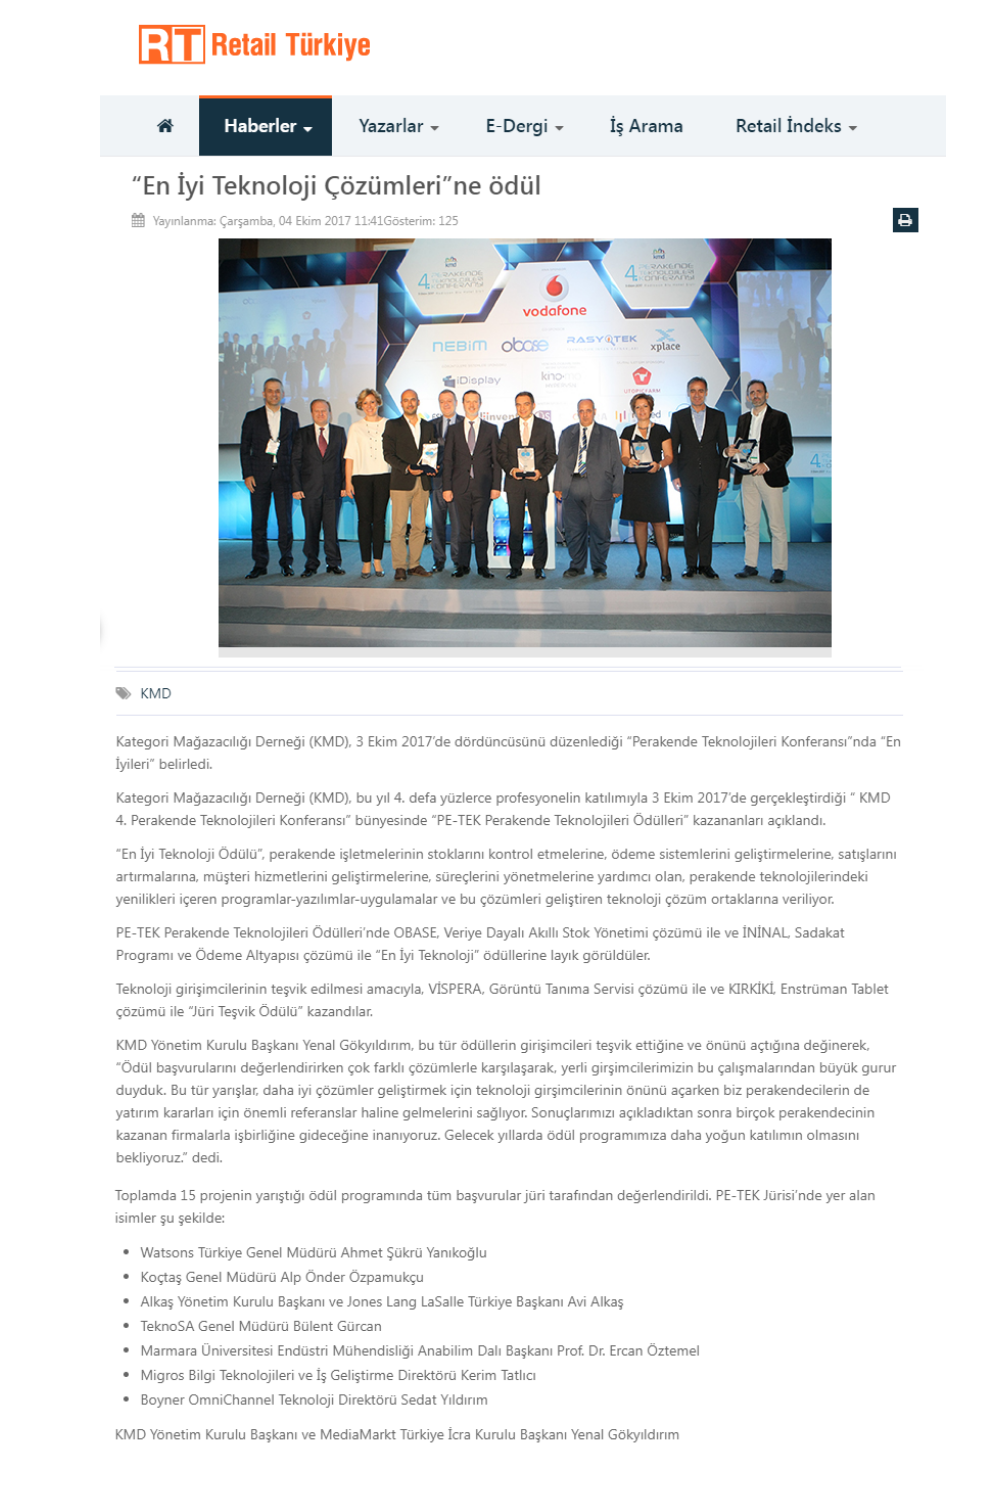 RT Retail Türkiye
Haberler
Yazarlar
E-Dergi
İş Arama
Retail İndeks
“En İyi Teknoloji Çözümleri”ne ödül
Yayınlanma: Çarşamba, 04 Ekim 2017 11:41Gösterim: 125
4. PERAKENDE
TEKNOLOJİLERİ
KONFERANSI
kmd
4. PERAKENDE
TEKNOLOJİLERİ
KONFERANSI
vodafone
NEBİM
obase
RASYOTEK
xplace
iDisplay
KMD
Kategori Mağazacılığı Derneği (KMD), 3 Ekim 2017’de dördüncüsünü düzenlediği “Perakende Teknolojileri Konferansı”nda “En
İyileri” belirledi.
Kategori Mağazacılığı Derneği (KMD), bu yıl 4. defa yüzlerce profesyonelin katılımıyla 3 Ekim 2017’de gerçekleştirdiği “ KMD
4. Perakende Teknolojileri Konferansı” bünyesinde “PE-TEK Perakende Teknolojileri Ödülleri” kazananları açıklandı.
“En İyi Teknoloji Ödülü”, perakende işletmelerinin stoklarını kontrol etmelerine, ödeme sistemlerini geliştirmelerine, satışlarını
artırmalarına, müşteri hizmetlerini geliştirmelerine, süreçlerini yönetmelerine yardımcı olan, perakende teknolojilerindeki
yenilikleri içeren programlar-yazılımlar-uygulamalar ve bu çözümleri geliştiren teknoloji çözüm ortaklarına veriliyor.
PE-TEK Perakende Teknolojileri Ödülleri’nde OBASE, Veriye Dayalı Akıllı Stok Yönetimi çözümü ile ve İNİNAL, Sadakat
Programı ve Ödeme Altyapısı çözümü ile “En İyi Teknoloji” ödüllerine layık görüldüler.
Teknoloji girişimcilerinin teşvik edilmesi amacıyla, VİSPERA, Görüntü Tanıma Servisi çözümü ile ve KIRKİKİ, Enstrüman Tablet
çözümü ile “Jüri Teşvik Ödülü” kazandılar.
KMD Yönetim Kurulu Başkanı Yenal Gökyıldırım, bu tür ödüllerin girişimcileri teşvik ettiğine ve önünü açtığına değinerek,
“Ödül başvurularını değerlendirirken çok farklı çözümlerle karşılaşarak, yerli girşimcilerimizin bu çalışmalarından büyük gurur
duyduk. Bu tür yarışlar, daha iyi çözümler geliştirmek için teknoloji girşimcilerinin önünü açarken biz perakendecilerin de
yatırım kararları için önemli referanslar haline gelmelerini sağlıyor. Sonuçlarımızı açıkladıktan sonra birçok perakendecinin
kazanan firmalarla işbirliğine gideceğine inanıyoruz. Gelecek yıllarda ödül programımıza daha yoğun katılımın olmasını
bekliyoruz.” dedi.
Toplamda 15 projenin yarıştığı ödül programında tüm başvurular jüri tarafından değerlendirildi. PE-TEK Jürisi’nde yer alan
isimler şu şekilde:
• Watsons Türkiye Genel Müdürü Ahmet Şükrü Yanıkoğlu
• Koçtaş Genel Müdürü Alp Önder Özpamukçu
• Alkaş Yönetim Kurulu Başkanı ve Jones Lang LaSalle Türkiye Başkanı Avi Alkaş
• TeknoSA Genel Müdürü Bülent Gürcan
• Marmara Üniversitesi Endüstri Mühendisliği Anabilim Dalı Başkanı Prof. Dr. Ercan Öztemel
• Migros Bilgi Teknolojileri ve İş Geliştirme Direktörü Kerim Tatlıcı
• Boyner OmniChannel Teknoloji Direktörü Sedat Yıldırım
KMD Yönetim Kurulu Başkanı ve MediaMarkt Türkiye İcra Kurulu Başkanı Yenal Gökyıldırım